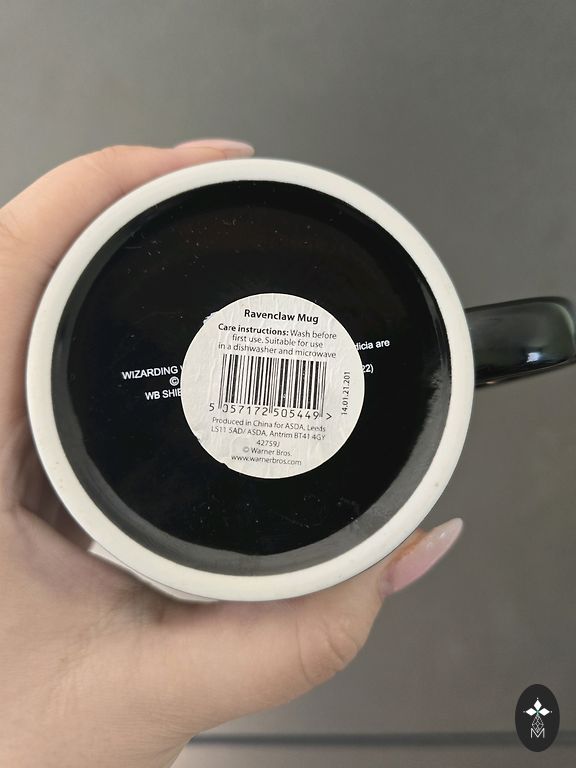 Ravenclaw Mug
Care instructions: Wash before
first use. Suitable for use
in a dishwasher and microwave
5 057172 505449 >
14.01.21.201
Produced in China for ASDA, Leeds
LS11 5AD/ ASDA, Antrim BT41 4GY
42759J
© Warner Bros.
www.warnerbros.com
dicia are
WIZARDING
©
22)
WB SHIE
M